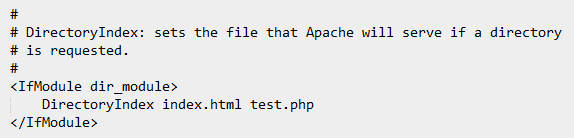 #
# DirectoryIndex: sets the file that Apache will serve if a directory
# is requested.
#
<IfModule dir_module>
    DirectoryIndex index.html test.php
</IfModule>